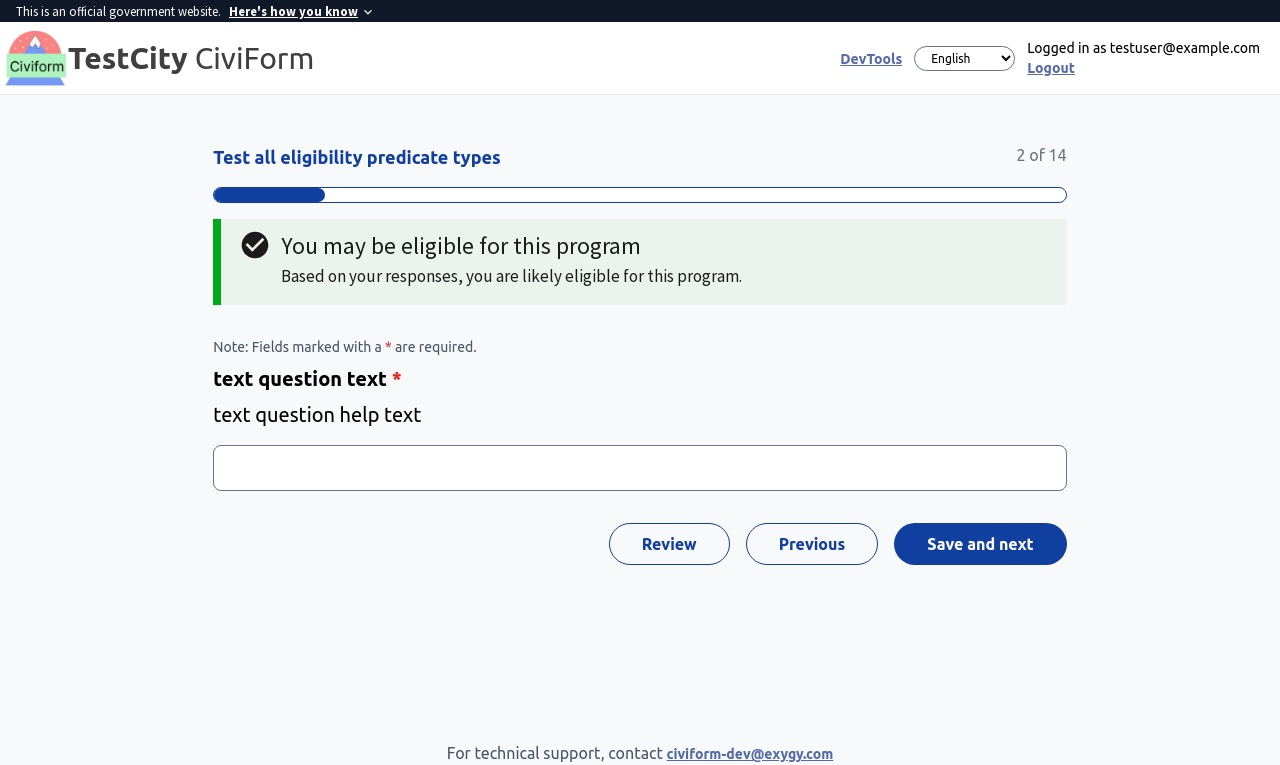 This is an official government website. Here's how you know
Civiform
TestCity CiviForm
DevTools
English
Logged in as testuser@example.com
Logout
Test all eligibility predicate types
2 of 14
You may be eligible for this program
Based on your responses, you are likely eligible for this program.
Note: Fields marked with a * are required.
text question text *
text question help text
Review
Previous
Save and next
For technical support, contact civiform-dev@exygy.com